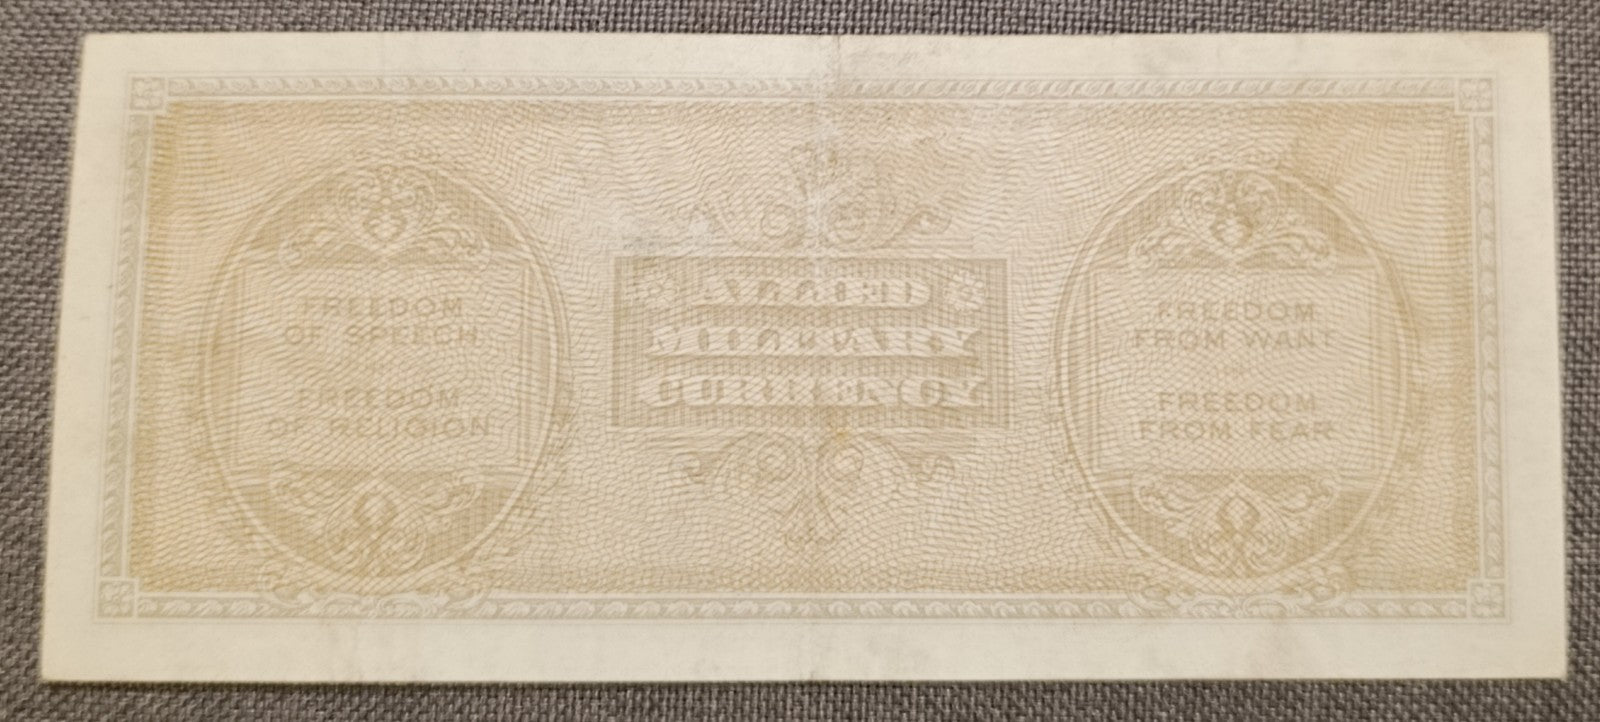 FREEDOM
OF SPEECH
FREEDOM
OF RELIGION
ALLIED
MILITARY
CURRENCY
FREEDOM
FROM WANT
FREEDOM
FROM FEAR